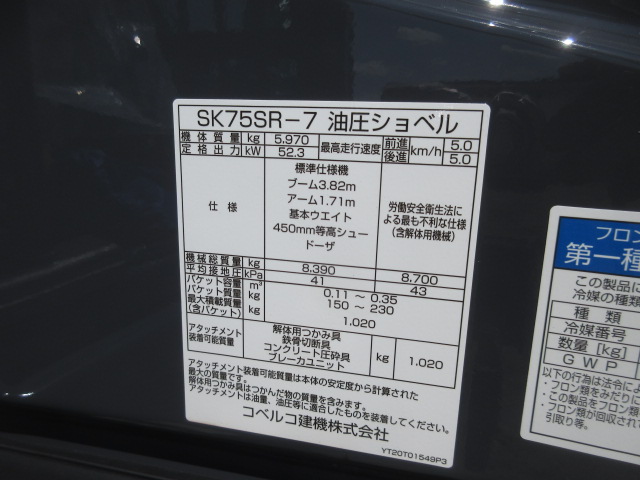 SK75SR-7 油圧ショベル
機体質量 kg 5,970 最高走行速度 前進 km/h 5.0
定格出力 kW 52.3 後進 5.0
仕様
標準仕様機
ブーム3.82m
アーム1.71m
基本ウエイト
450mm等高シュー
ドーザ
労働安全衛生法に
よる最も不利な仕様
(含解体用機械)
機械総質量 kg 8,390 8,700
平均接地圧 kPa 41 43
バケット容量 m³ 0.11 ~ 0.35
バケット質量 kg 150 ~ 230
最大積載質量 kg 1,020
(含バケット)
アタッチメント
装着可能質量
解体用つかみ具
鉄骨切断具
コンクリート圧砕具
ブレーカユニット
kg 1,020
アタッチメント装着可能質量は本体の安定度から計算された
最大の質量です。
解体用つかみ具はつかんだ物の質量を含みます。
アタッチメントは油量、油圧等に適合したものを装着してください。
コベルコ建機株式会社
YT20T01549P3
フロン
第一種
この製品に
冷媒の種類
種類
冷媒番号
数量[kg]
GWP
以下の行為は法令に
・フロン類をみだりに
・この製品をフロン類
・フロン類が回収されて
引取り等。